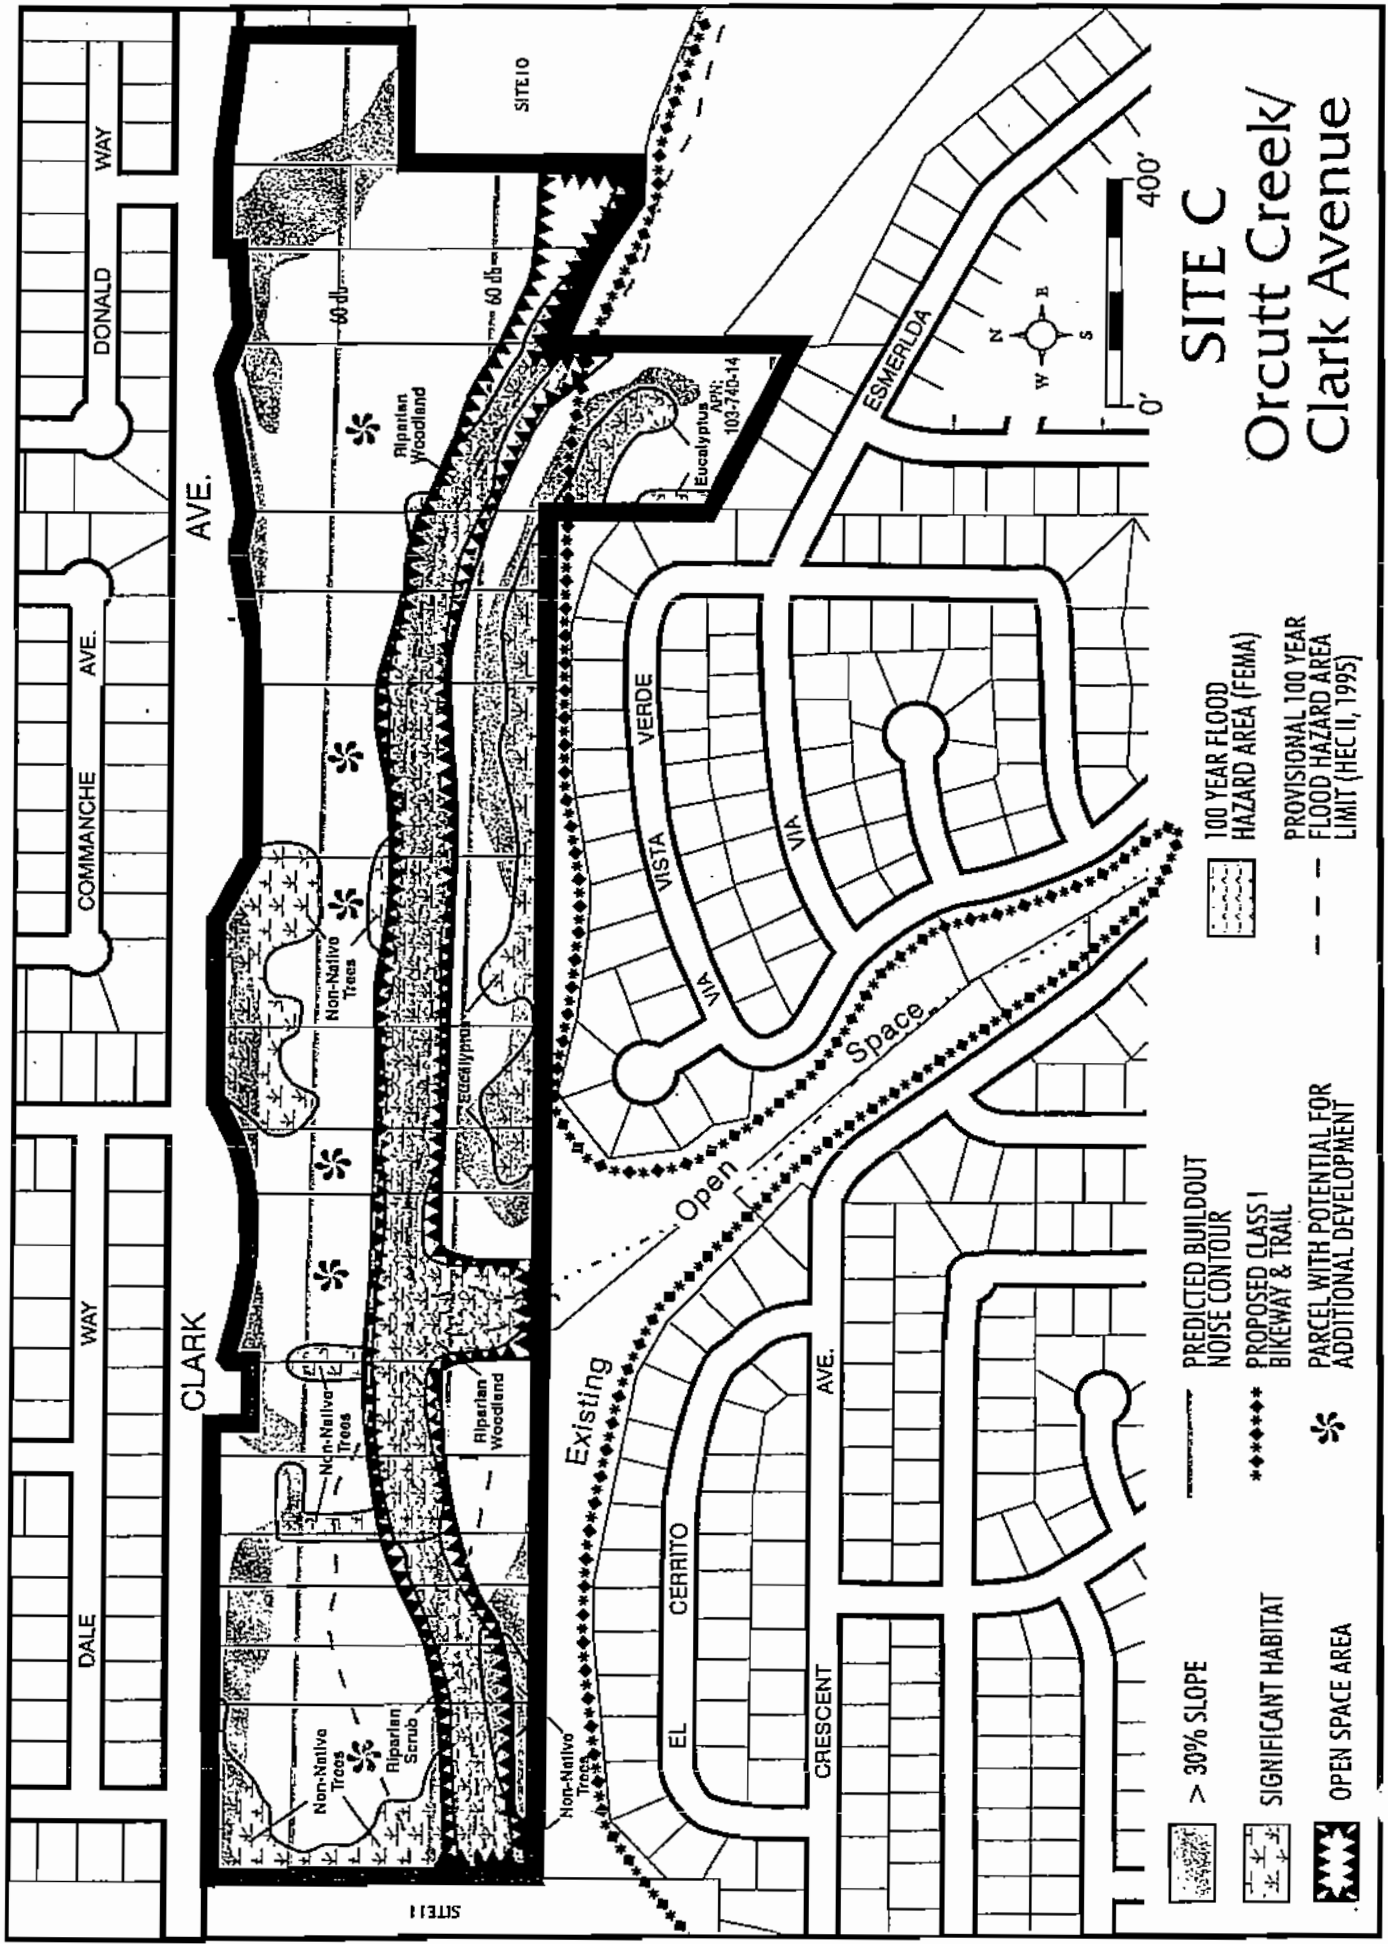 DONALD
WAY
COMMANCHE
AVE.
DALE
WAY
CLARK
AVE.
SITE 10
SITE 11
60 db
60 db
Riparian
Woodland
Eucalyptus
APN:
103-740-14
Non-Native
Trees
Eucalyptus
Non-Native
Trees
Riparian
Woodland
Non-Native
Trees
Riparian
Scrub
Non-Native
Trees
Existing
Open
Space
VIA
VISTA
VERDE
VIA
ESMERLDA
EL
CERRITO
CRESCENT
AVE.
N
W
E
S
0'
400'
SITE C
Orcutt Creek/
Clark Avenue
> 30% SLOPE
SIGNIFICANT HABITAT
OPEN SPACE AREA
PREDICTED BUILDOUT
NOISE CONTOUR
PROPOSED CLASS I
BIKEWAY & TRAIL
PARCEL WITH POTENTIAL FOR
ADDITIONAL DEVELOPMENT
100 YEAR FLOOD
HAZARD AREA (FEMA)
PROVISIONAL 100 YEAR
FLOOD HAZARD AREA
LIMIT (HEC II, 1995)